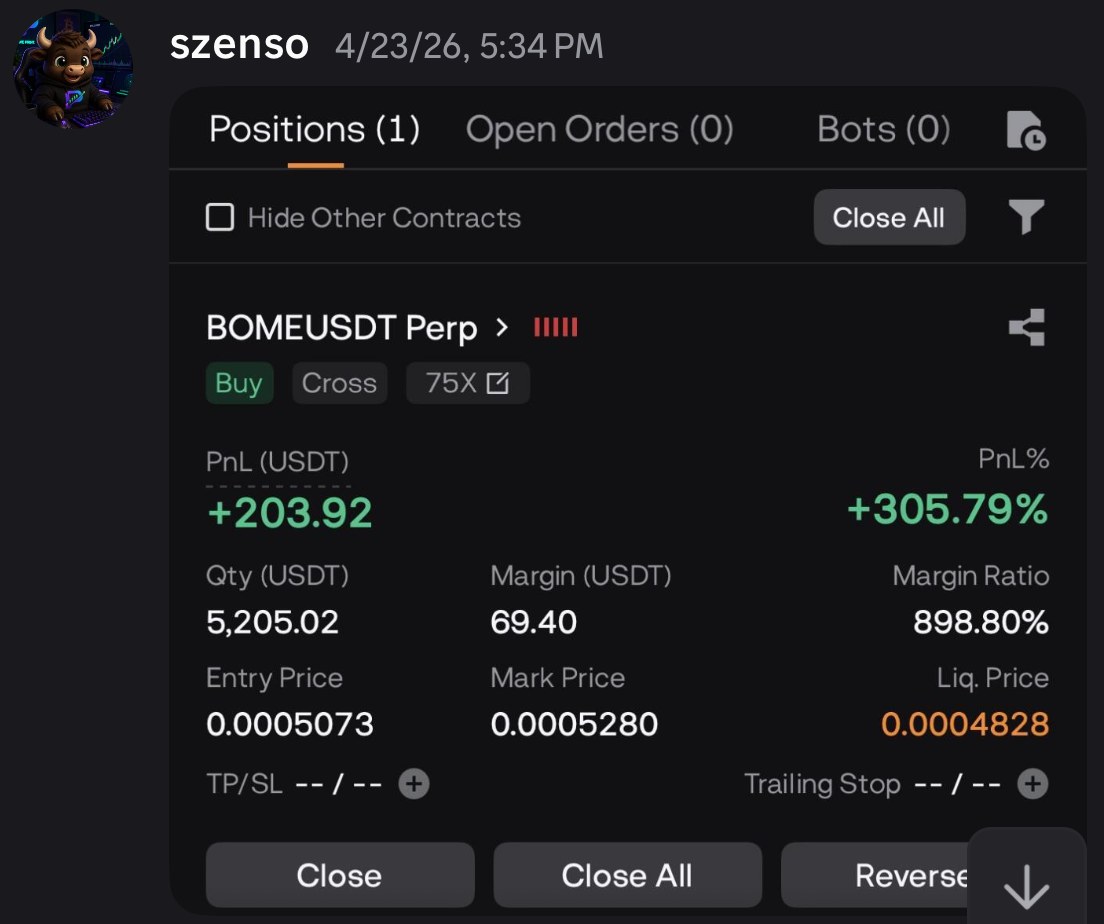 szenso 4/23/26, 5:34 PM
Positions (1) Open Orders (0) Bots (0)
Hide Other Contracts Close All
BOMEUSDT Perp >
Buy Cross 75X
PnL (USDT) PnL%
+203.92 +305.79%
Qty (USDT) Margin (USDT) Margin Ratio
5,205.02 69.40 898.80%
Entry Price Mark Price Liq. Price
0.0005073 0.0005280 0.0004828
TP/SL -- / -- Trailing Stop -- / --
Close Close All Reverse